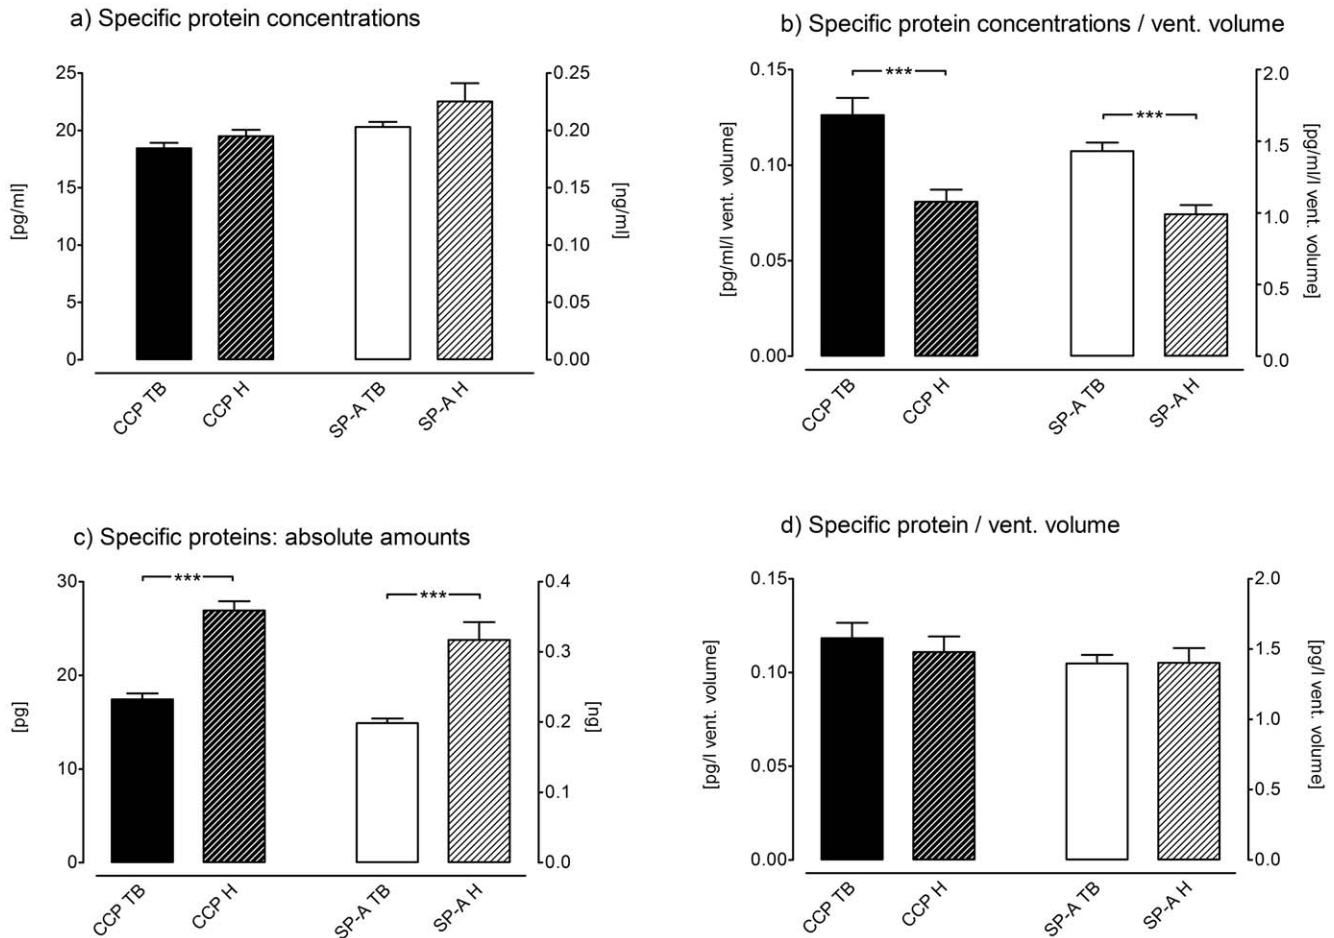 a) Specific protein concentrations
25
20
15
10
5
0
[pg/ml]
0.25
0.20
0.15
0.10
0.05
0.00
[ng/ml]
CCP TB
CCP H
SP-A TB
SP-A H
b) Specific protein concentrations / vent. volume
0.15
0.10
0.05
0.00
[pg/ml/l vent. volume]
***
***
2.0
1.5
1.0
0.5
0.0
[pg/ml/l vent. volume]
CCP TB
CCP H
SP-A TB
SP-A H
c) Specific proteins: absolute amounts
30
20
10
0
[pg]
***
***
0.4
0.3
0.2
0.1
0.0
[ng]
CCP TB
CCP H
SP-A TB
SP-A H
d) Specific protein / vent. volume
0.15
0.10
0.05
0.00
[pg/l vent. volume]
2.0
1.5
1.0
0.5
0.0
[pg/l vent. volume]
CCP TB
CCP H
SP-A TB
SP-A H